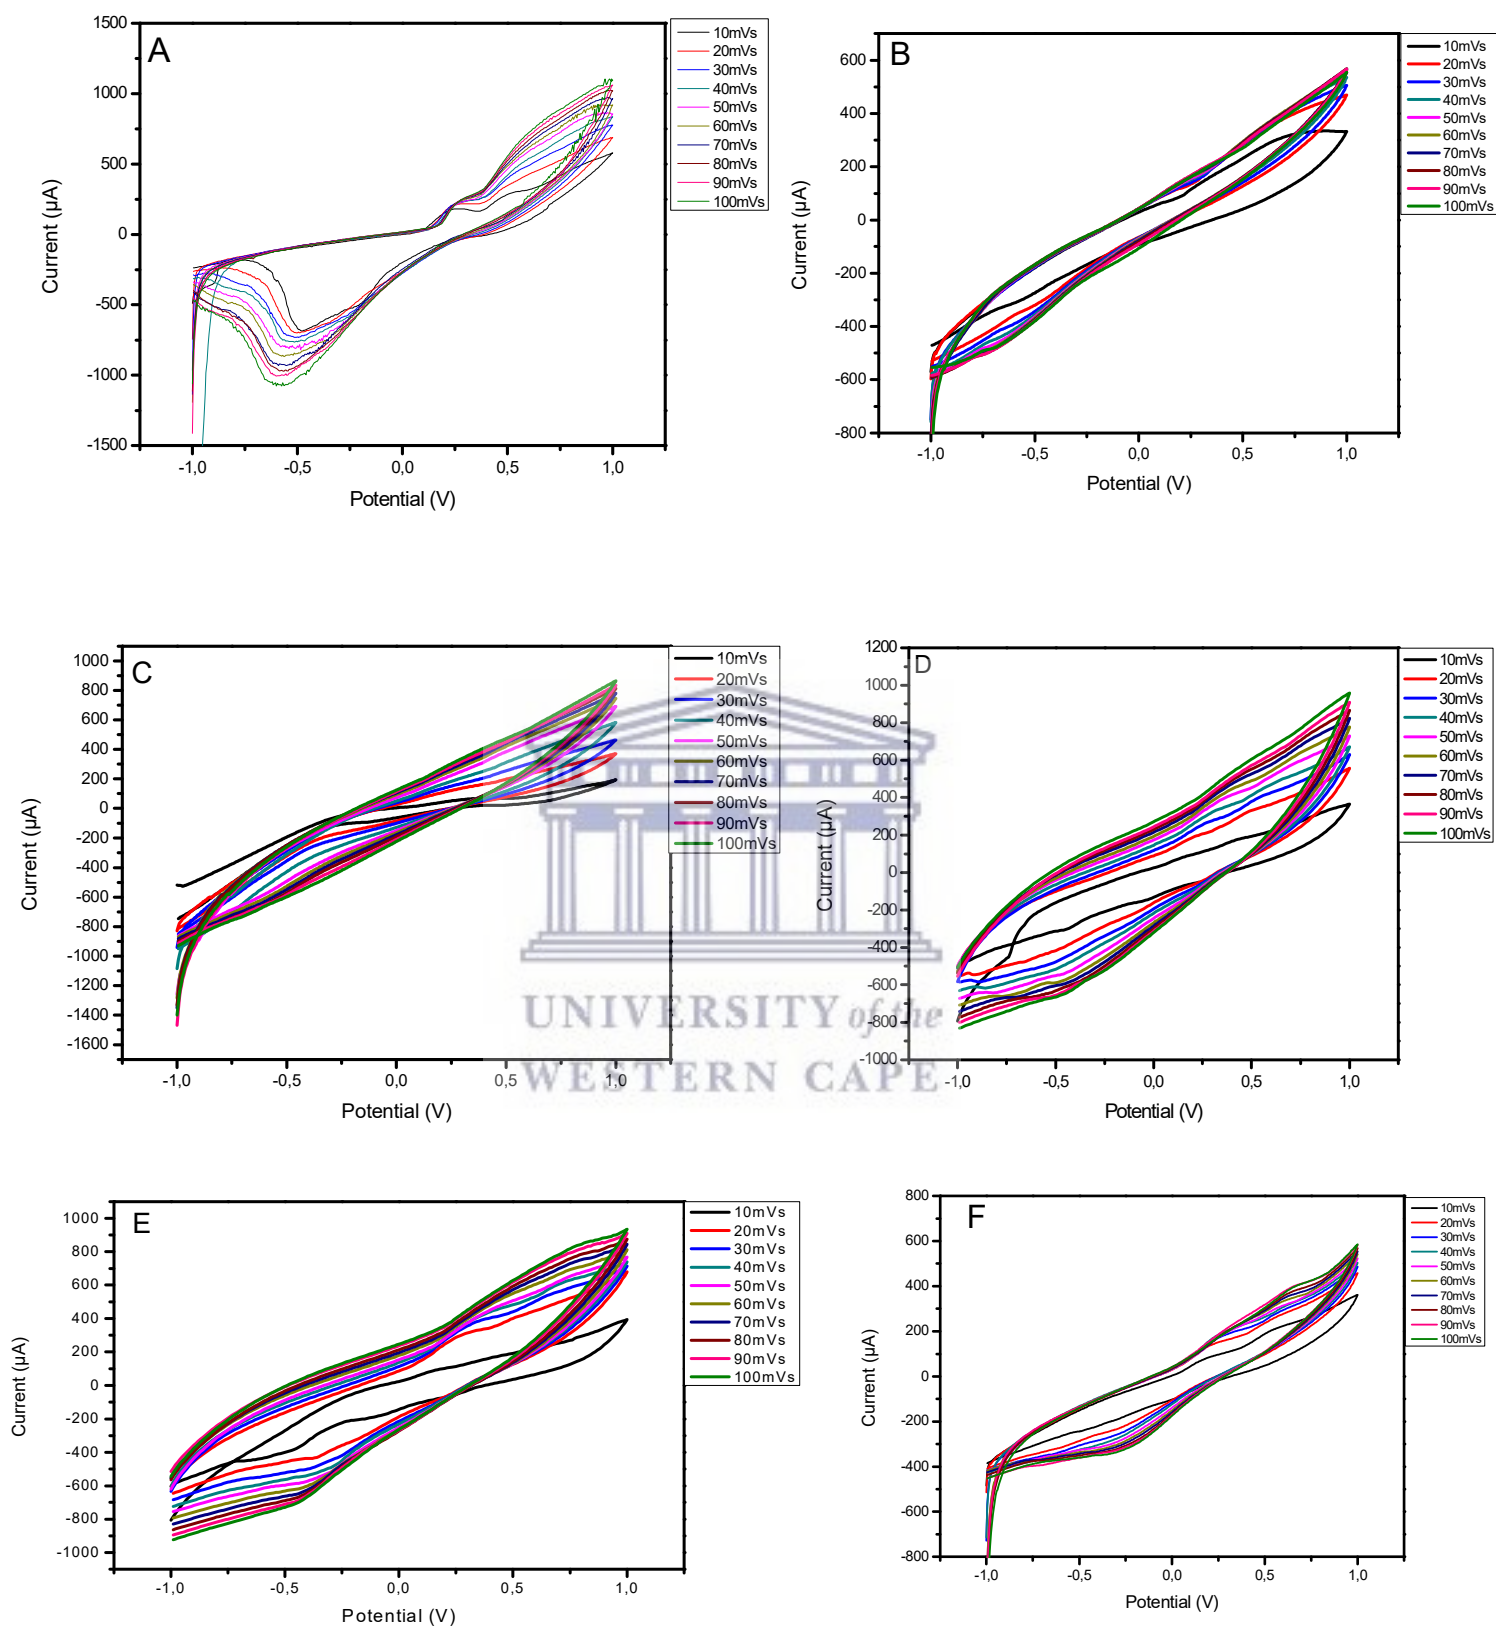 A
1500
1000
500
0
-500
-1000
-1500
-1,0 -0,5 0,0 0,5 1,0
Current (µA)
Potential (V)
10mVs
20mVs
30mVs
40mVs
50mVs
60mVs
70mVs
80mVs
90mVs
100mVs
B
600
400
200
0
-200
-400
-600
-800
-1,0 -0,5 0,0 0,5 1,0
Current (µA)
Potential (V)
10mVs
20mVs
30mVs
40mVs
50mVs
60mVs
70mVs
80mVs
90mVs
100mVs
C
1000
800
600
400
200
0
-200
-400
-600
-800
-1000
-1200
-1400
-1600
-1,0 -0,5 0,0 0,5 1,0
Current (µA)
Potential (V)
10mVs
20mVs
30mVs
40mVs
50mVs
60mVs
70mVs
80mVs
90mVs
100mVs
D
1200
1000
800
600
400
200
0
-200
-400
-600
-800
-1000
-1,0 -0,5 0,0 0,5 1,0
Current (µA)
Potential (V)
10mVs
20mVs
30mVs
40mVs
50mVs
60mVs
70mVs
80mVs
90mVs
100mVs
UNIVERSITY of the
WESTERN CAPE
E
1000
800
600
400
200
0
-200
-400
-600
-800
-1000
-1,0 -0,5 0,0 0,5 1,0
Current (µA)
Potential (V)
10mVs
20mVs
30mVs
40mVs
50mVs
60mVs
70mVs
80mVs
90mVs
100mVs
F
800
600
400
200
0
-200
-400
-600
-800
-1,0 -0,5 0,0 0,5 1,0
Current (µA)
Potential (V)
10mVs
20mVs
30mVs
40mVs
50mVs
60mVs
70mVs
80mVs
90mVs
100mVs